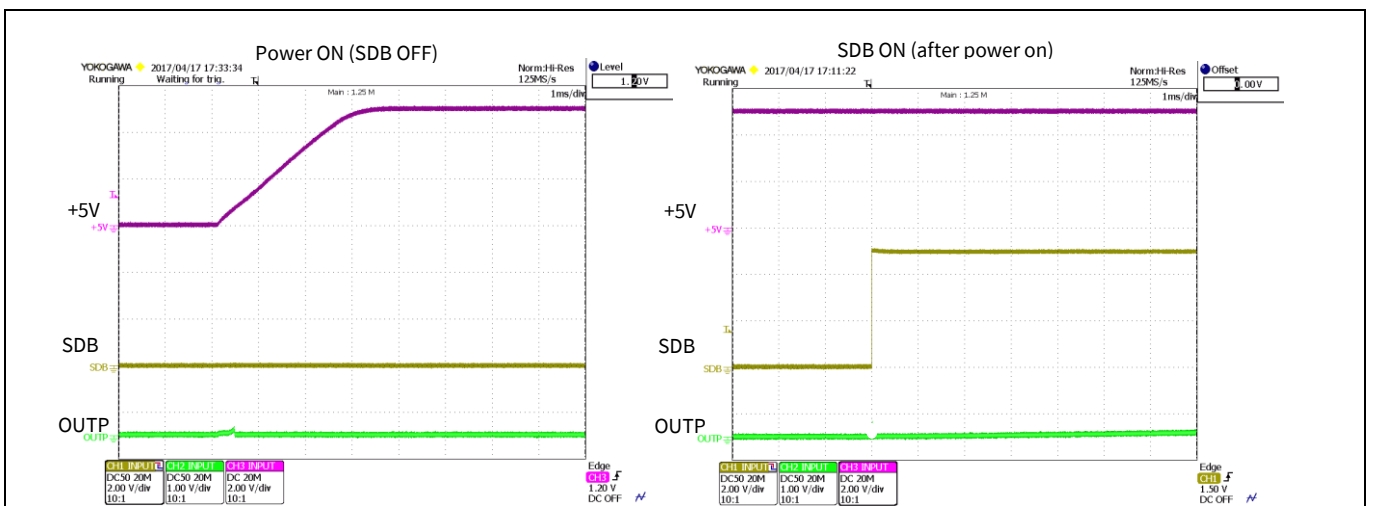 Power ON (SDB OFF)
YOKOGAWA 2017/04/17 17:33:34
Running Waiting for trig.
Norm:Hi-Res
125MS/s
Level
1.20V
Main : 1.25 M
1ms/div
+5V
+5V
SDB
SDB
OUTP
OUTP
CH1 INPUT CH2 INPUT CH3 INPUT
DC50 20M DC50 20M DC 20M
2.00 V/div 1.00 V/div 2.00 V/div
10:1 10:1 10:1
Edge
CH3
1.20 V
DC OFF
SDB ON (after power on)
YOKOGAWA 2017/04/17 17:11:22
Running
Norm:Hi-Res
125MS/s
Offset
0.00V
Main : 1.25 M
1ms/div
+5V
+5V
SDB
SDB
OUTP
OUTP
CH1 INPUT CH2 INPUT CH3 INPUT
DC50 20M DC50 20M DC 20M
2.00 V/div 1.00 V/div 2.00 V/div
10:1 10:1 10:1
Edge
CH1
1.50 V
DC OFF